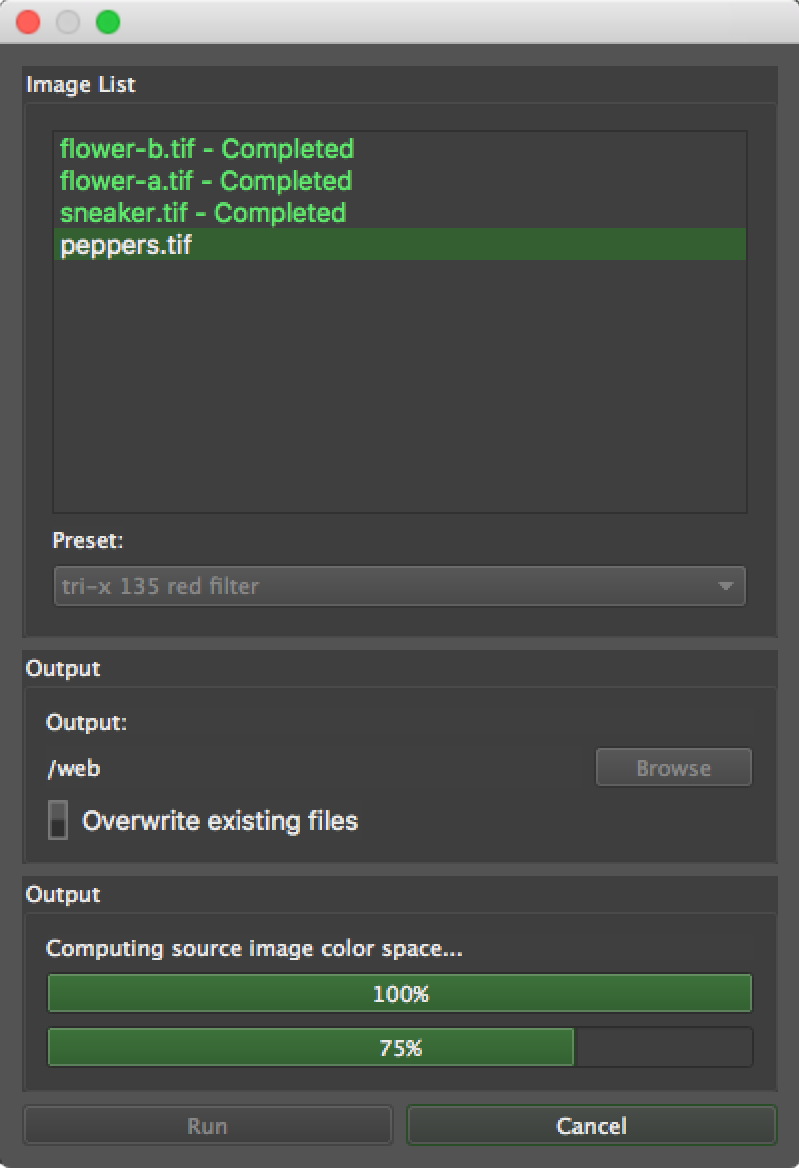 Image List
flower-b.tif - Completed
flower-a.tif - Completed
sneaker.tif - Completed
peppers.tif
Preset:
tri-x 135 red filter
Output
Output:
/web
Browse
Overwrite existing files
Output
Computing source image color space...
100%
75%
Run
Cancel